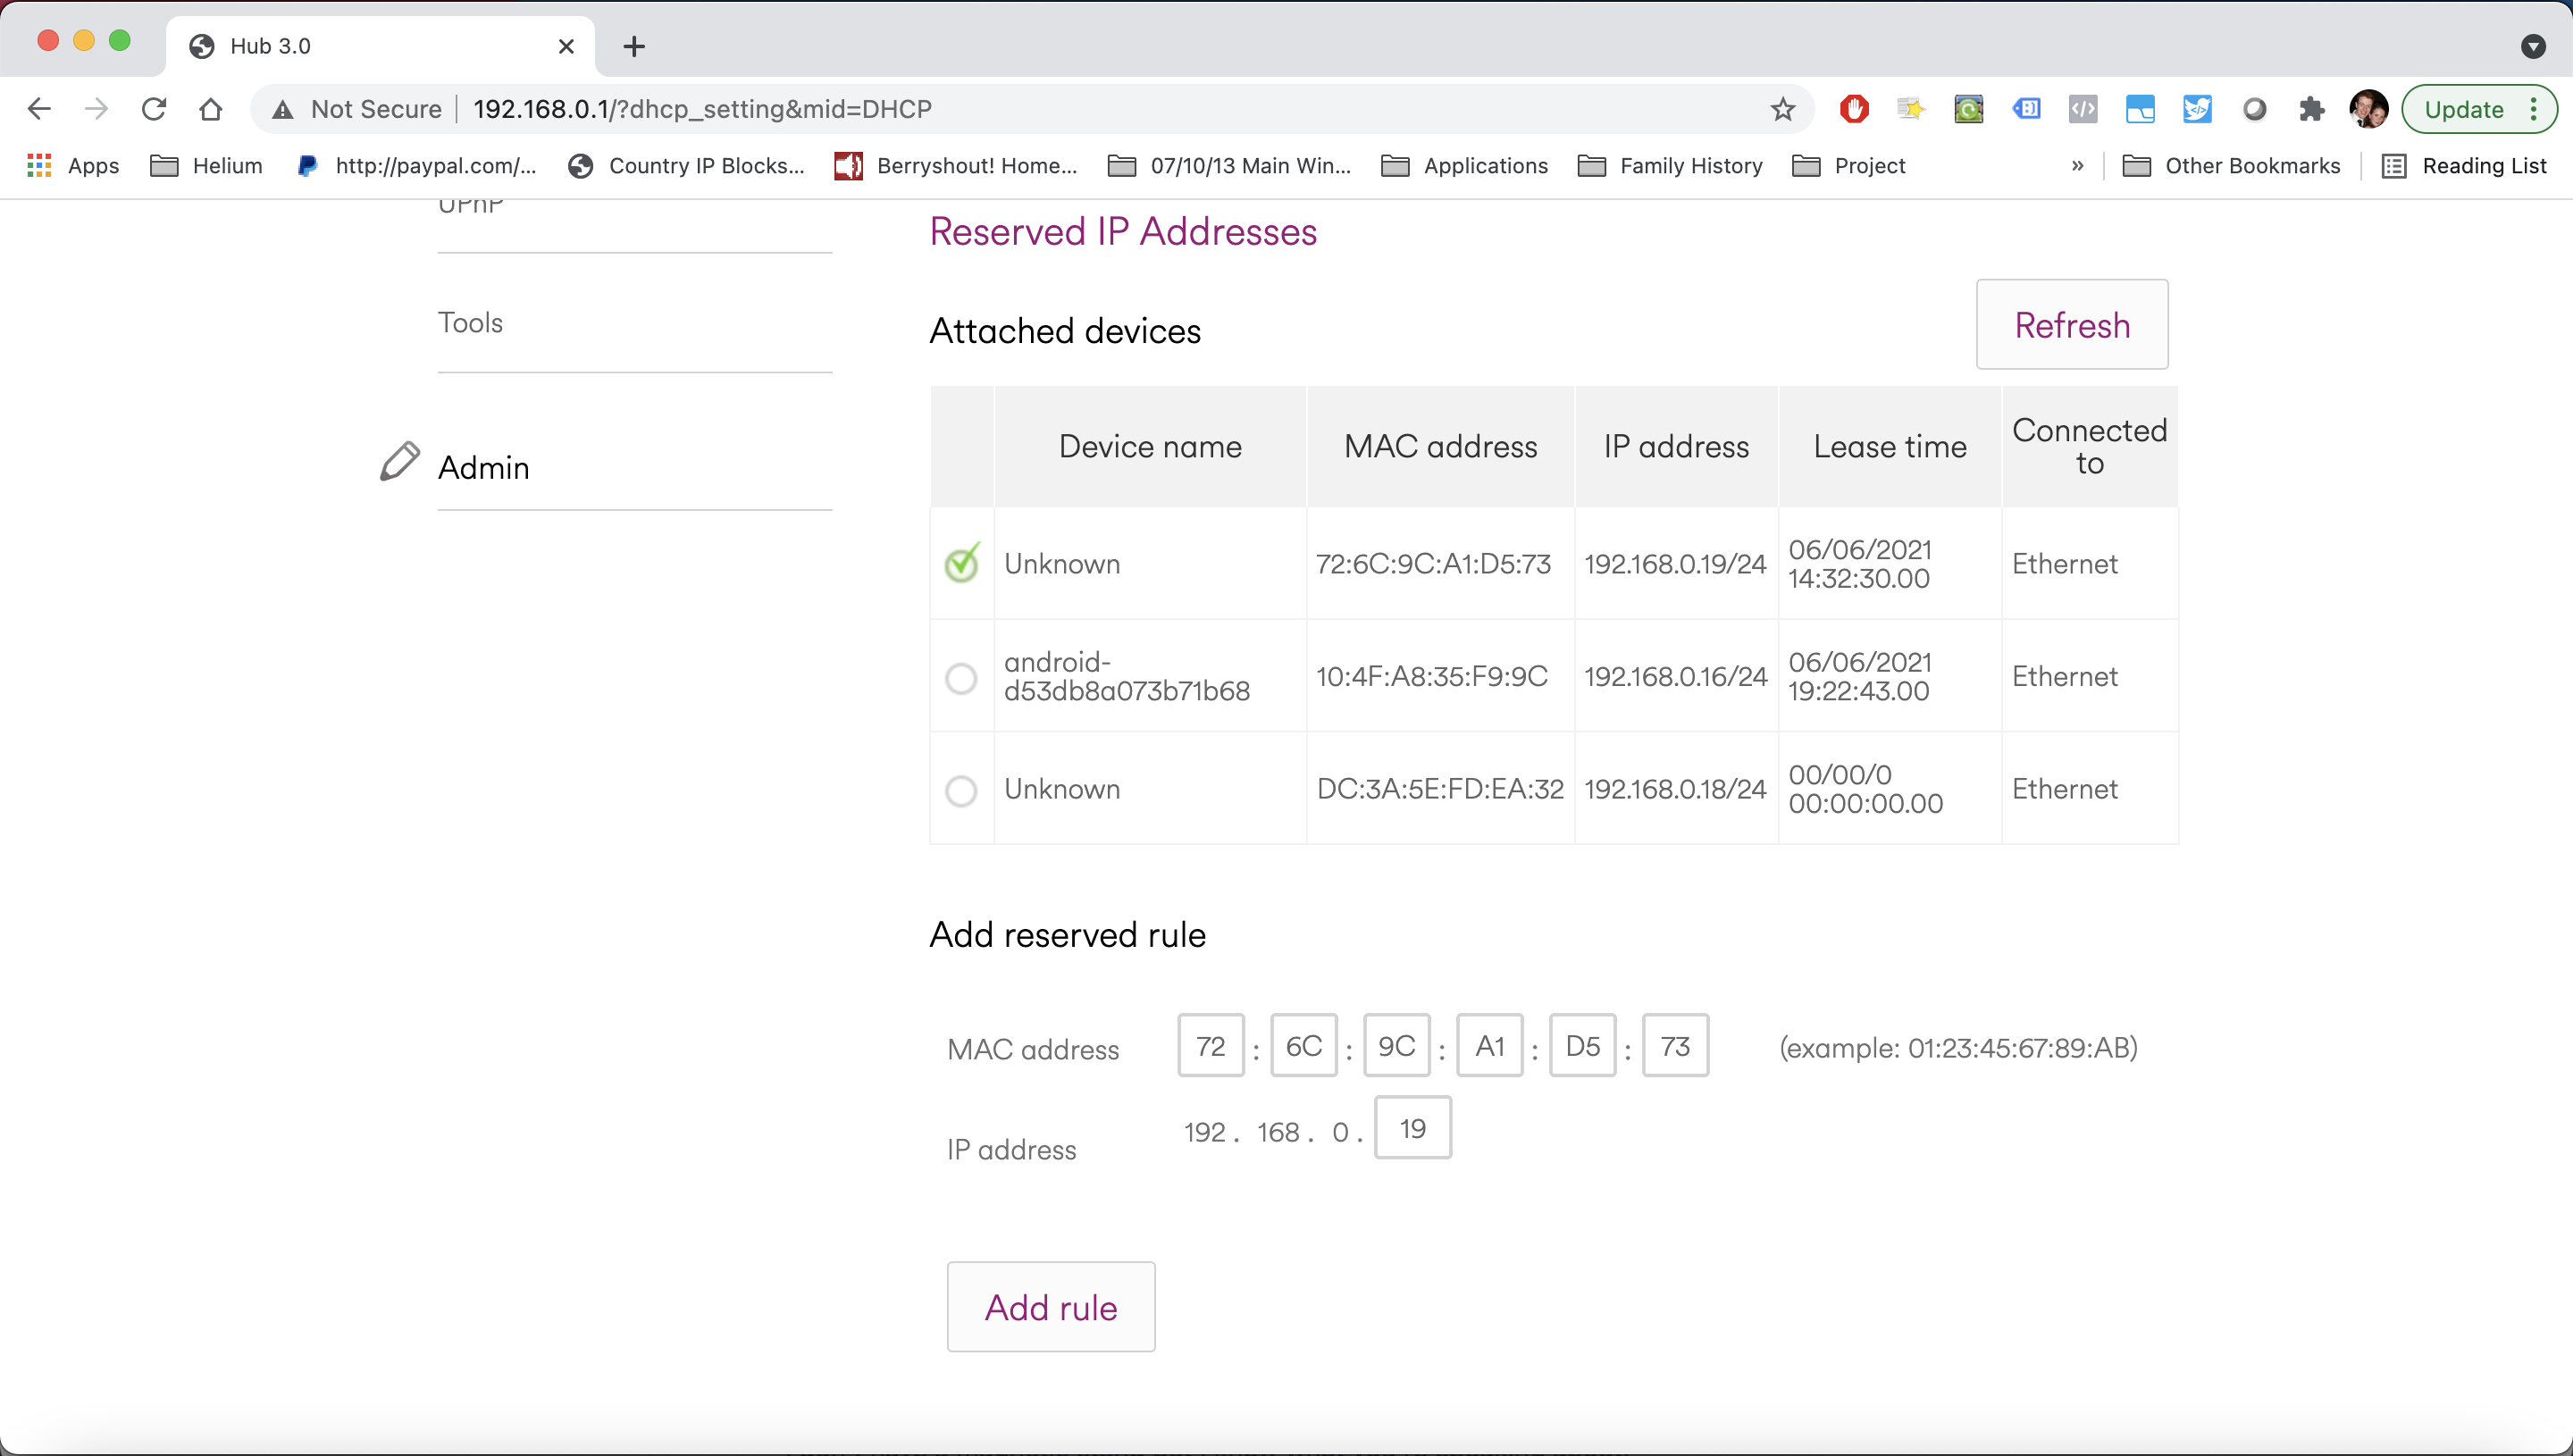 Hub 3.0
Not Secure 192.168.0.1/?dhcp_setting&mid=DHCP
Update
Apps Helium http://paypal.com/... Country IP Blocks... Berryshout! Home... 07/10/13 Main Win... Applications Family History Project » Other Bookmarks Reading List
UPnP
Tools
Admin
Reserved IP Addresses
Attached devices
Refresh
Device name MAC address IP address Lease time Connected to
Unknown 72:6C:9C:A1:D5:73 192.168.0.19/24 06/06/2021 14:32:30.00 Ethernet
android-d53db8a073b71b68 10:4F:A8:35:F9:9C 192.168.0.16/24 06/06/2021 19:22:43.00 Ethernet
Unknown DC:3A:5E:FD:EA:32 192.168.0.18/24 00/00/0 00:00:00.00 Ethernet
Add reserved rule
MAC address 72 : 6C : 9C : A1 : D5 : 73 (example: 01:23:45:67:89:AB)
IP address 192 . 168 . 0 . 19
Add rule